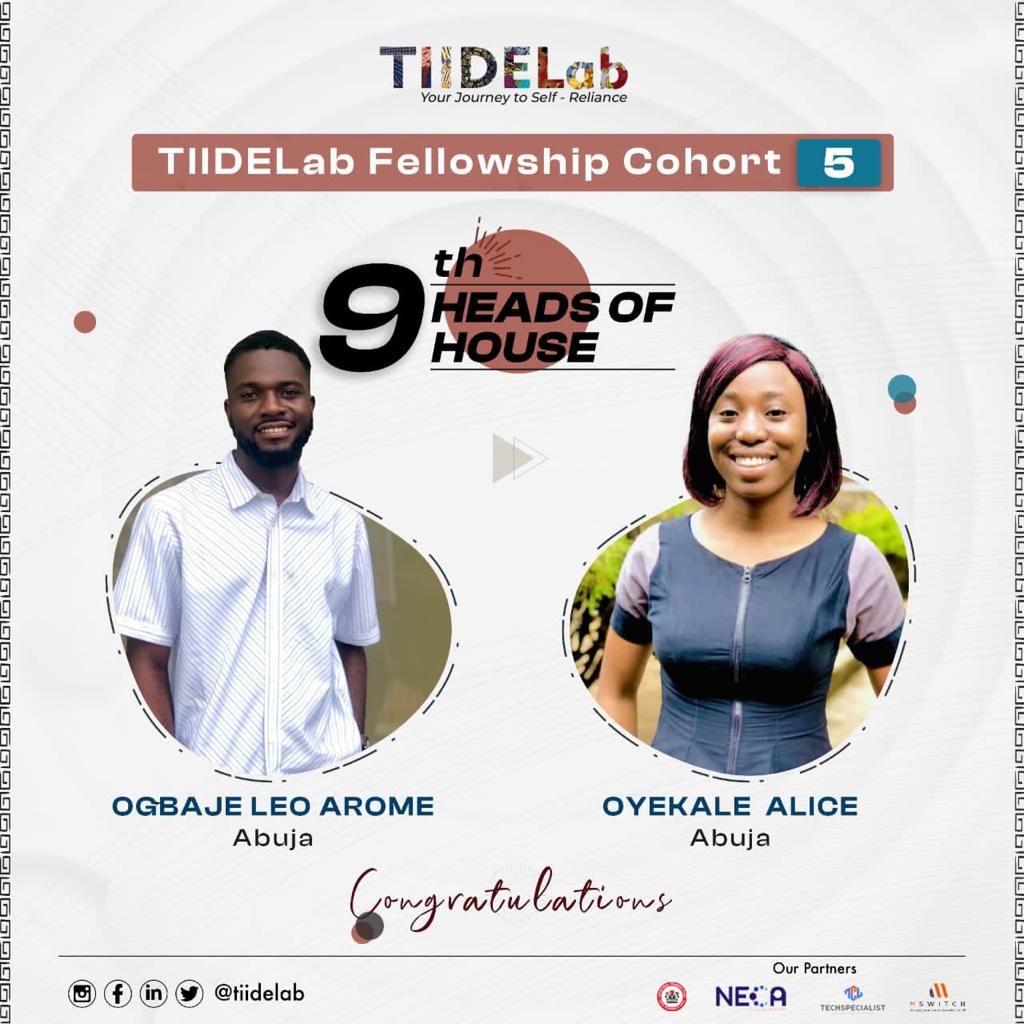 TIIDELab
Your Journey to Self - Reliance
TIIDELab Fellowship Cohort 5
9th
HEADS OF
HOUSE
OGBAJE LEO AROME
Abuja
OYEKALE ALICE
Abuja
Congratulations
Our Partners
@tiidelab
NECA
TECHSPECIALIST
MSWITCH